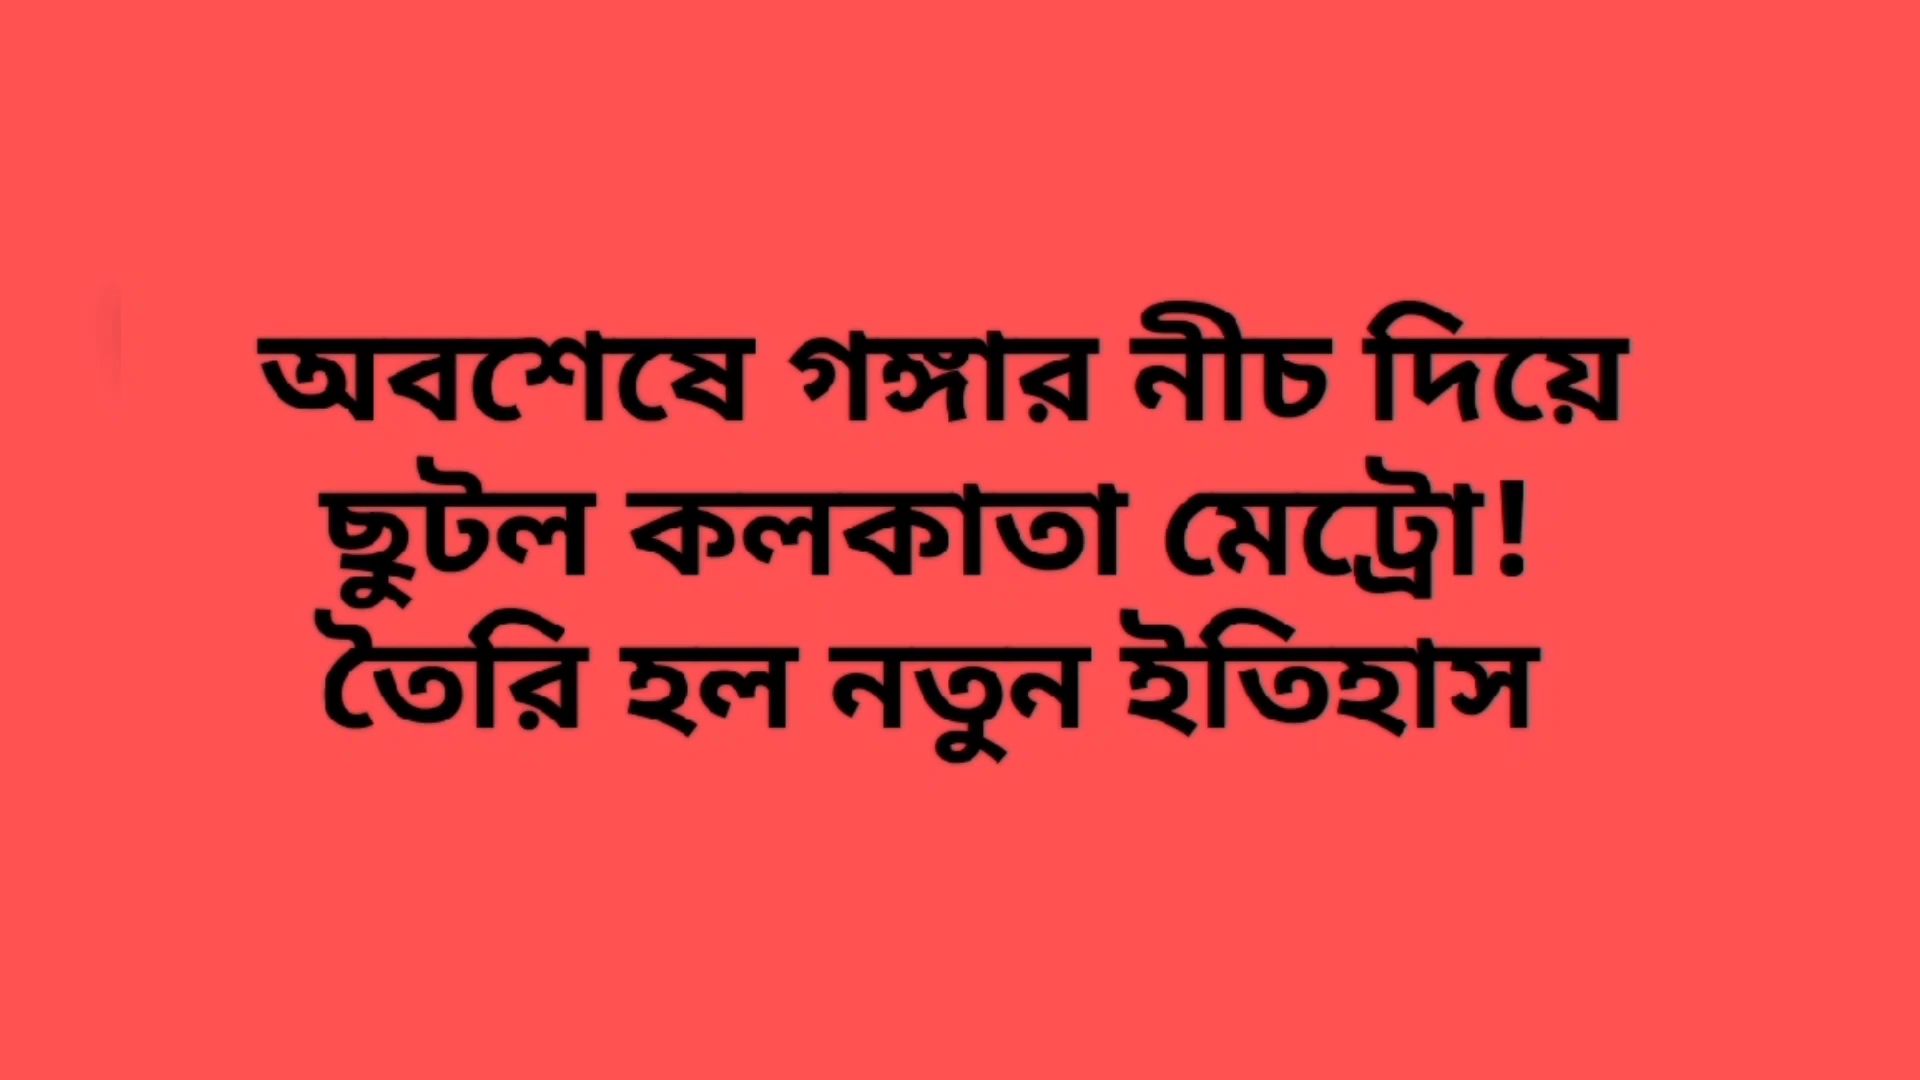 অবশেষে গঙ্গার নীচ দিয়ে
ছুটল কলকাতা মেট্রো!
তৈরি হল নতুন ইতিহাস